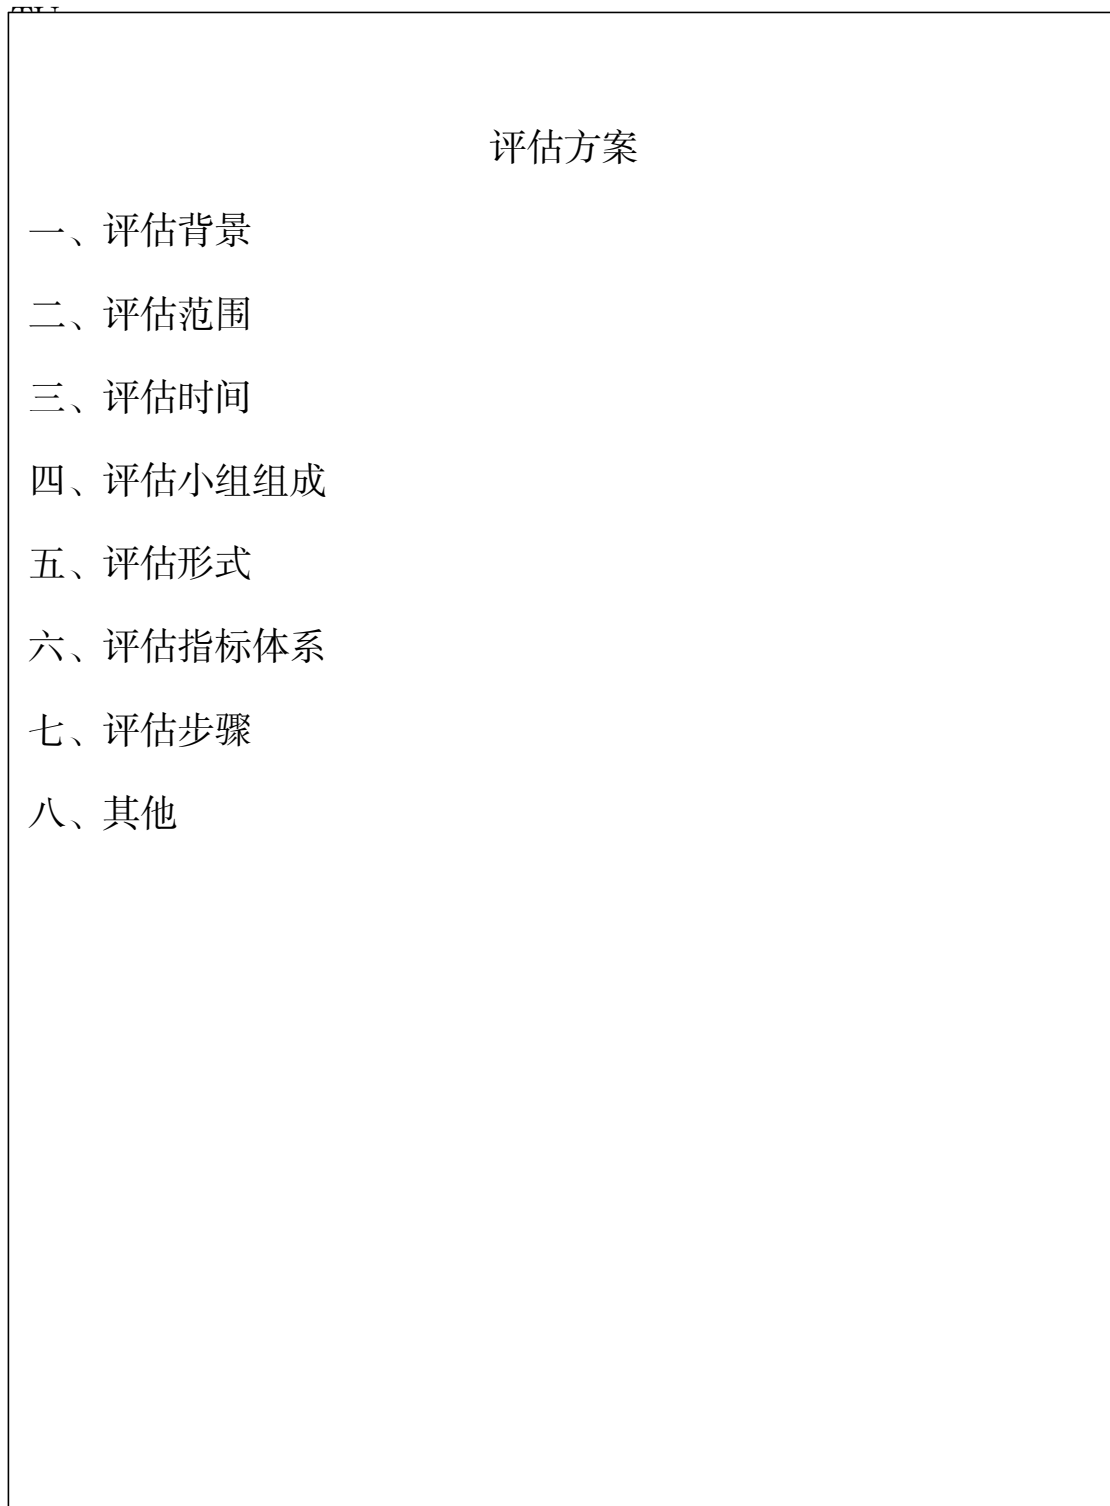 评估方案
一、评估背景
二、评估范围
三、评估时间
四、评估小组组成
五、评估形式
六、评估指标体系
七、评估步骤
八、其他